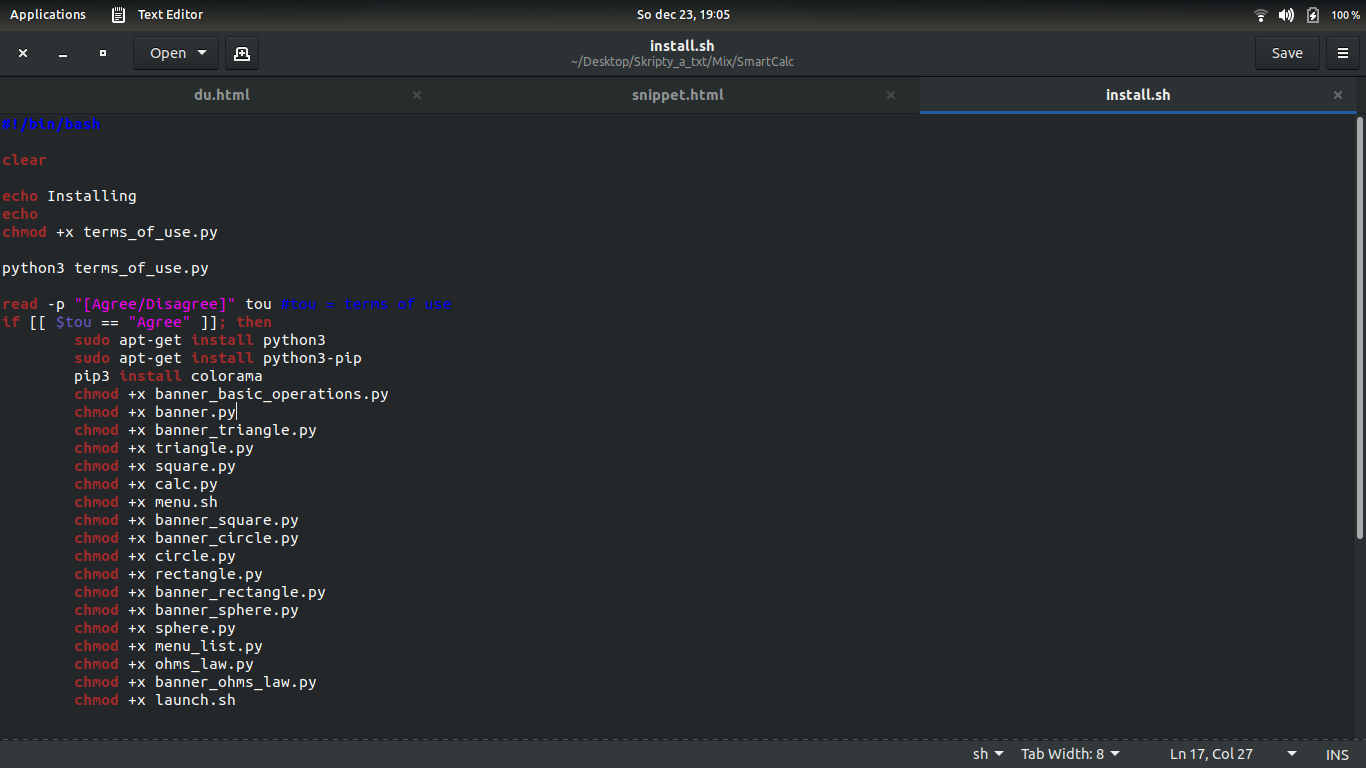 Applications Text Editor So dec 23, 19:05 100 %
Open install.sh Save
~/Desktop/Skripty_a_txt/Mix/SmartCalc
du.html snippet.html install.sh
#!/bin/bash
clear
echo Installing
echo
chmod +x terms_of_use.py
python3 terms_of_use.py
read -p "[Agree/Disagree]" tou #tou = terms of use
if [[ $tou == "Agree" ]]; then
sudo apt-get install python3
sudo apt-get install python3-pip
pip3 install colorama
chmod +x banner_basic_operations.py
chmod +x banner.py
chmod +x banner_triangle.py
chmod +x triangle.py
chmod +x square.py
chmod +x calc.py
chmod +x menu.sh
chmod +x banner_square.py
chmod +x banner_circle.py
chmod +x circle.py
chmod +x rectangle.py
chmod +x banner_rectangle.py
chmod +x banner_sphere.py
chmod +x sphere.py
chmod +x menu_list.py
chmod +x ohms_law.py
chmod +x banner_ohms_law.py
chmod +x launch.sh
sh Tab Width: 8 Ln 17, Col 27 INS